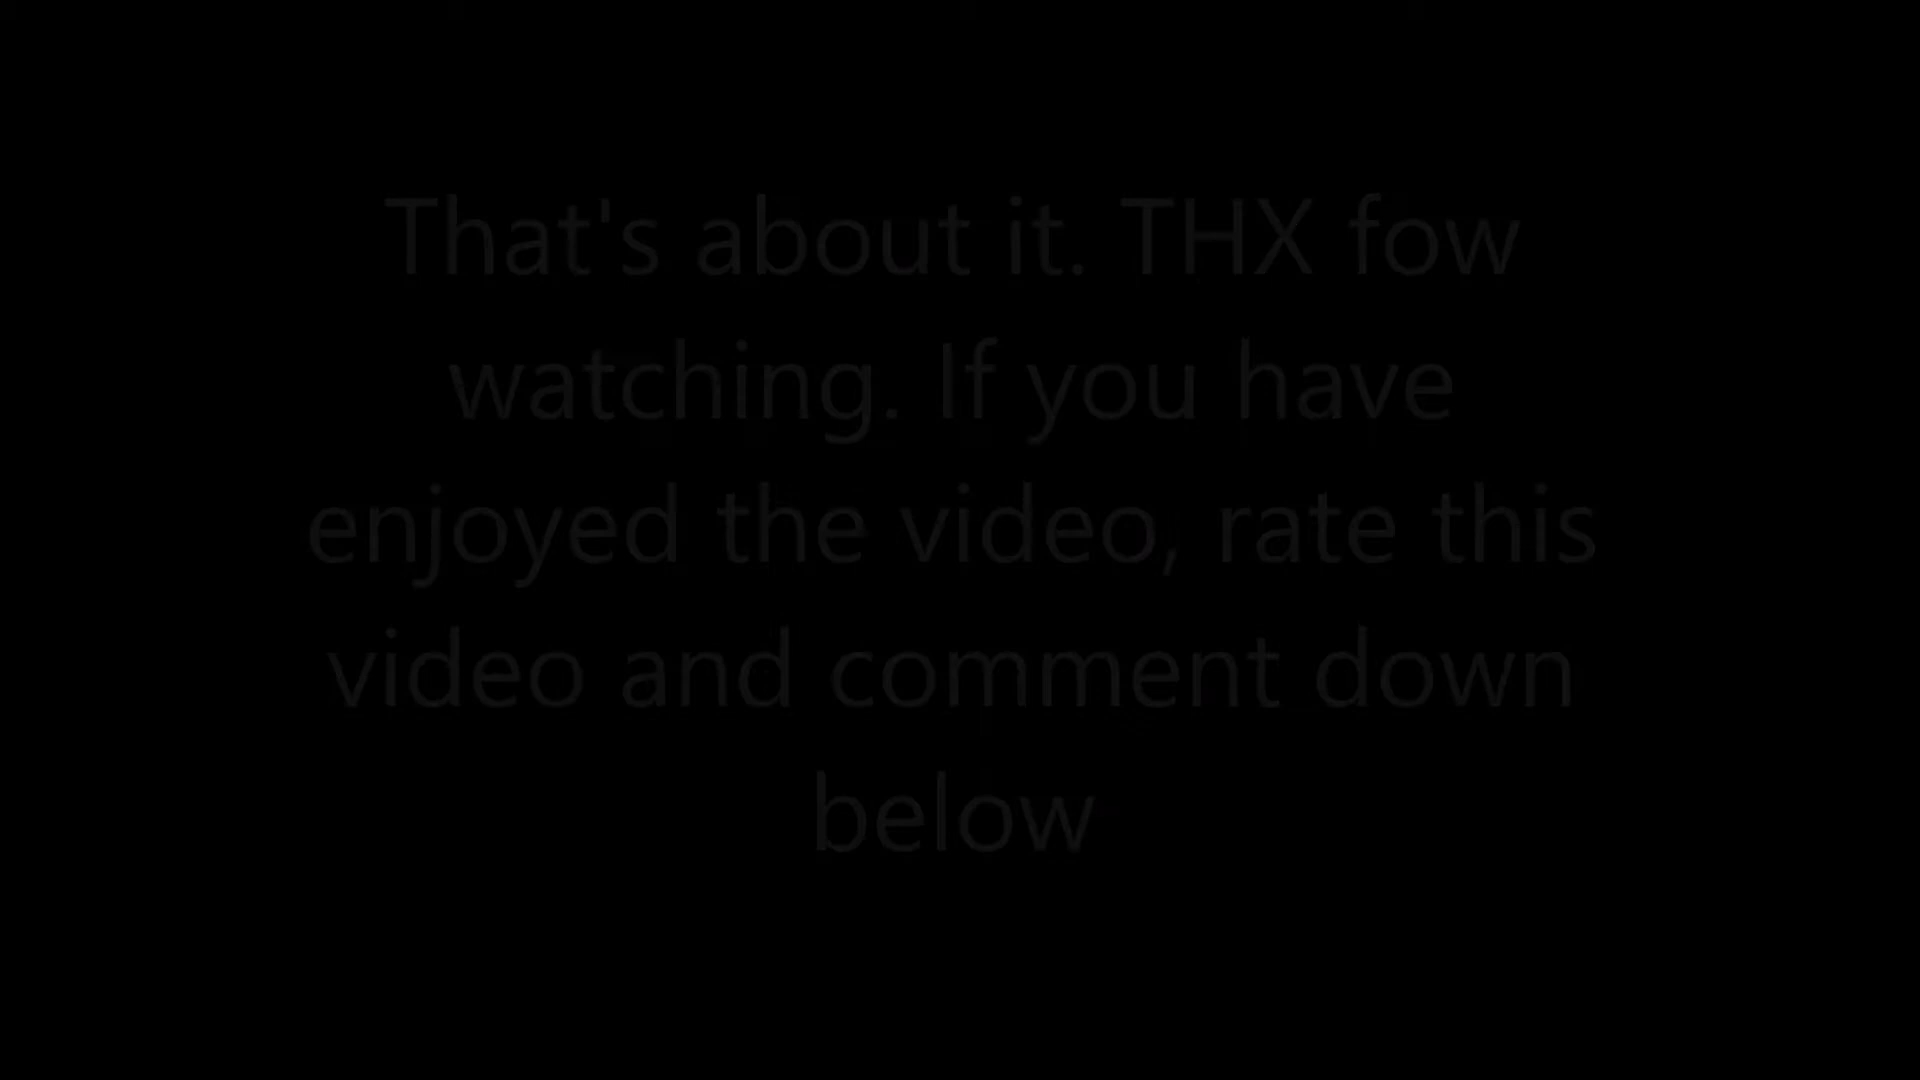 That's about it. THX fow
watching. If you have
enjoyed the video, rate this
video and comment down
below